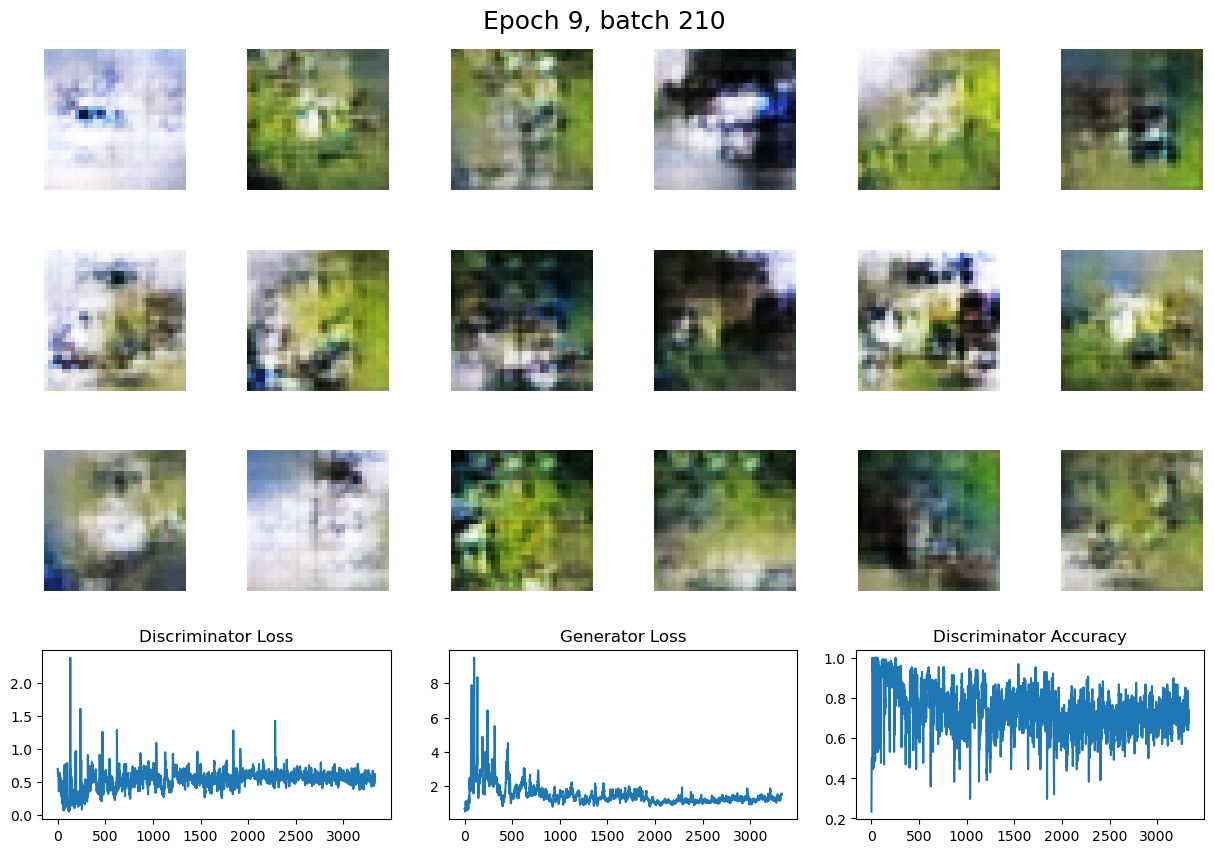 Epoch 9, batch 210
Discriminator Loss
Generator Loss
Discriminator Accuracy
2.0
1.5
1.0
0.5
0.0
0 500 1000 1500 2000 2500 3000
8
6
4
2
0 500 1000 1500 2000 2500 3000
1.0
0.8
0.6
0.4
0.2
0 500 1000 1500 2000 2500 3000